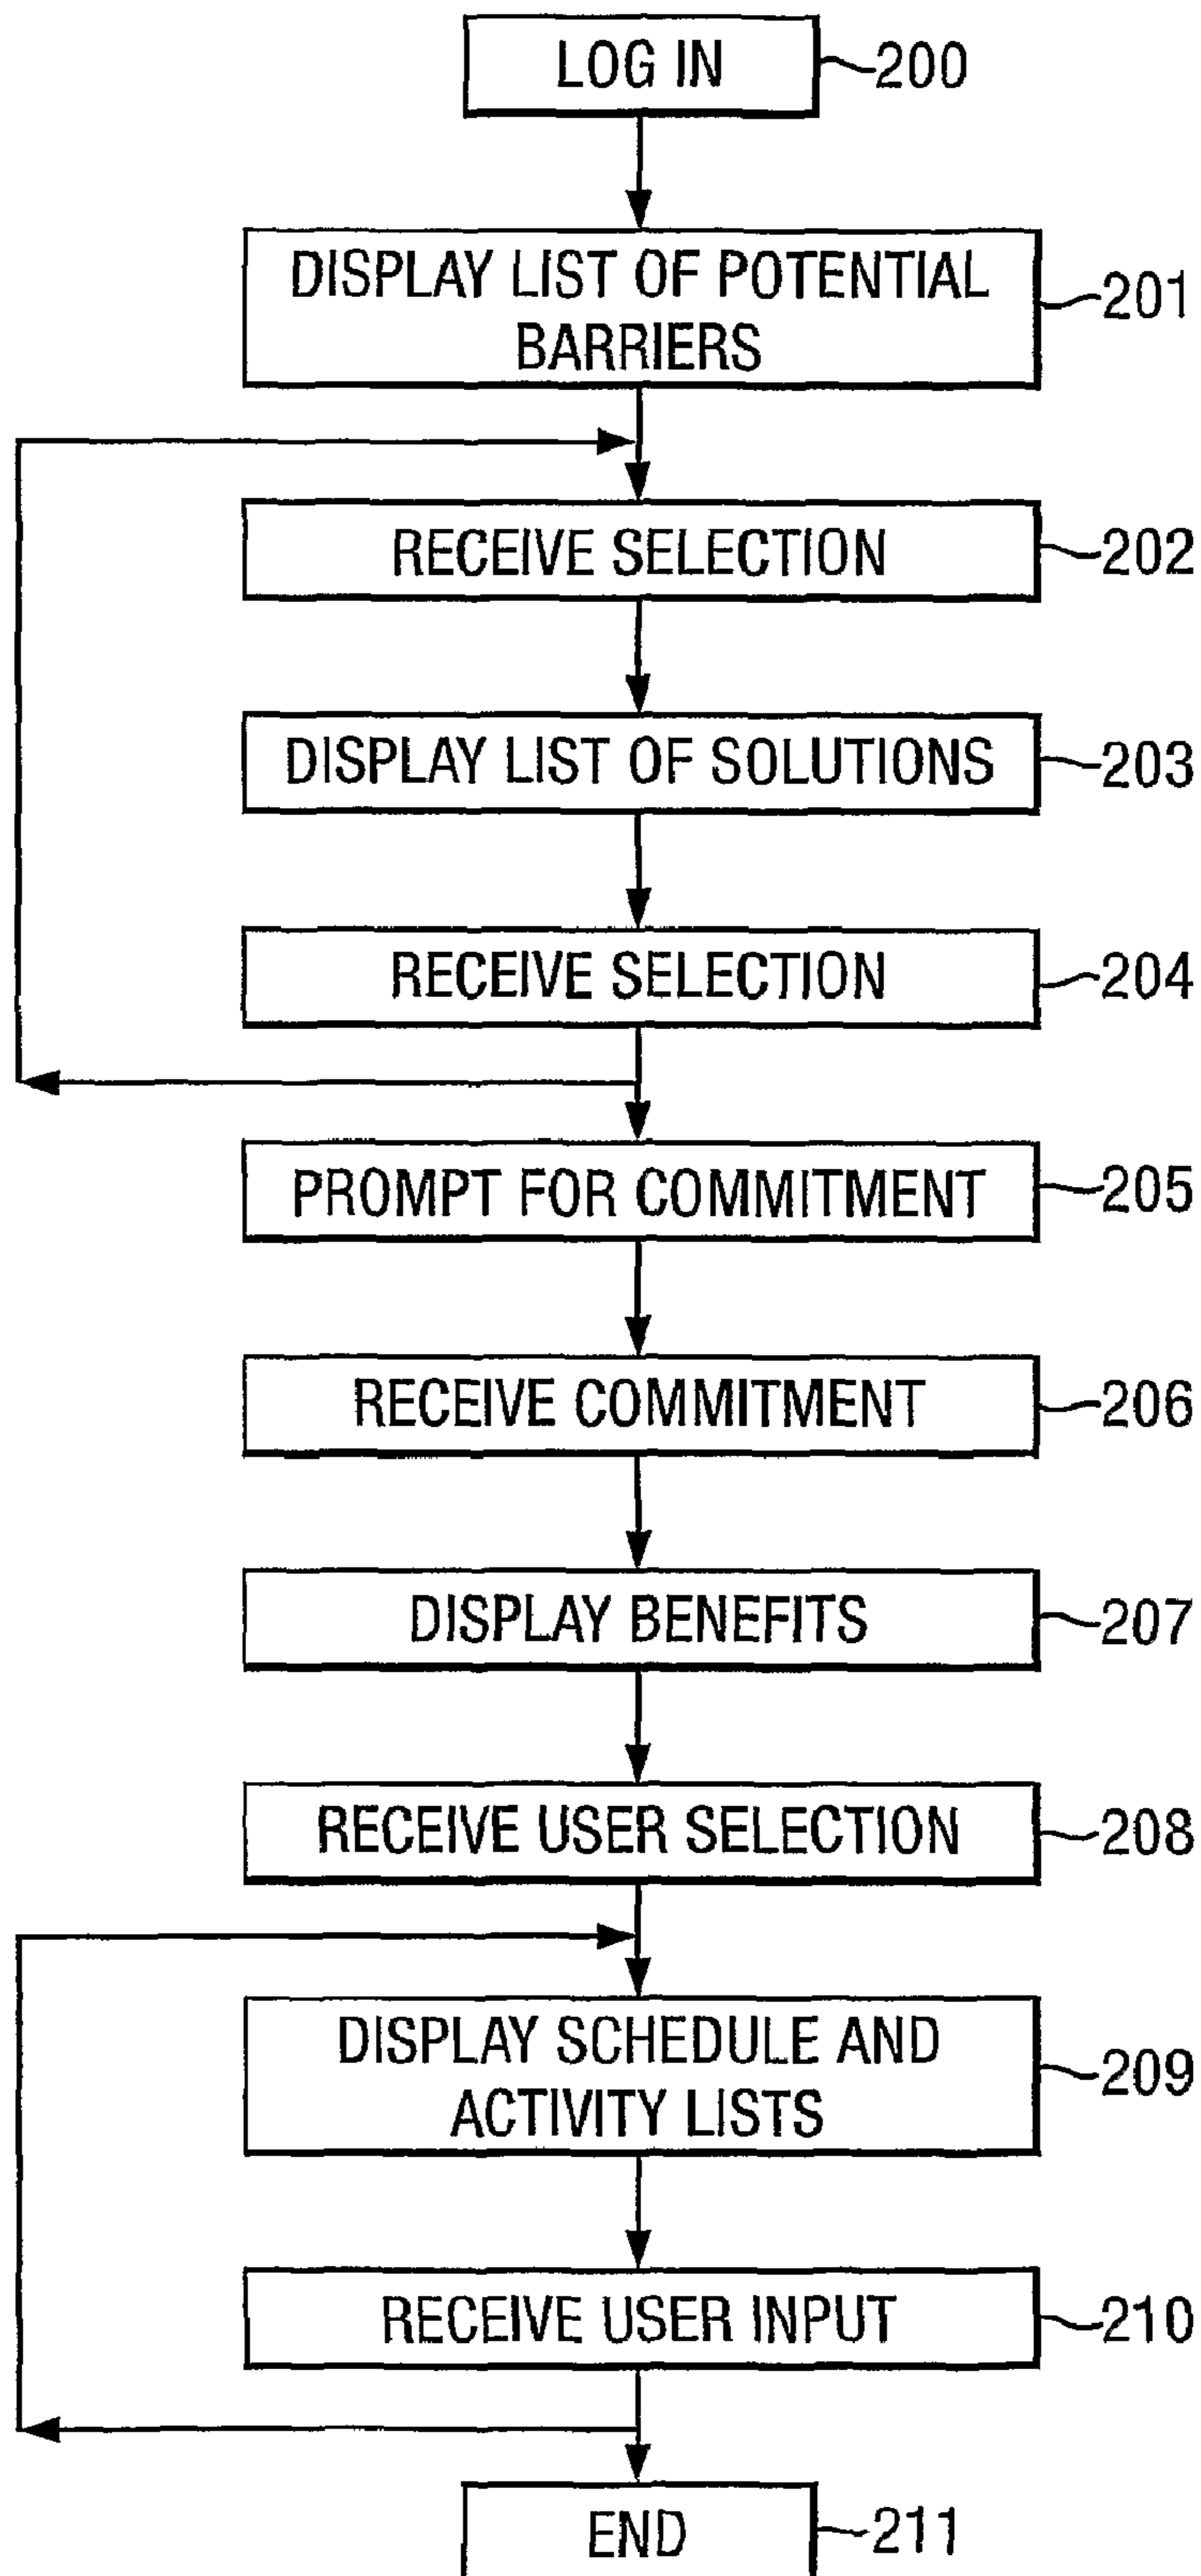 LOG IN
200
DISPLAY LIST OF POTENTIAL
BARRIERS
201
RECEIVE SELECTION
202
DISPLAY LIST OF SOLUTIONS
203
RECEIVE SELECTION
204
PROMPT FOR COMMITMENT
205
RECEIVE COMMITMENT
206
DISPLAY BENEFITS
207
RECEIVE USER SELECTION
208
DISPLAY SCHEDULE AND
ACTIVITY LISTS
209
RECEIVE USER INPUT
210
END
211